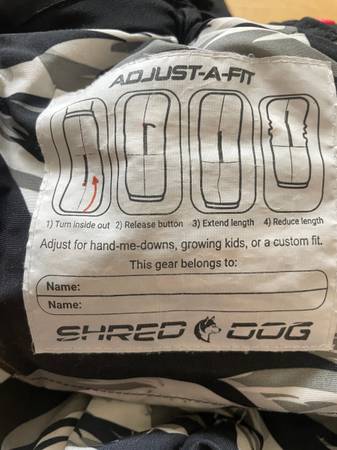 ADJUST-A-FIT
1) Turn inside out 2) Release button 3) Extend length 4) Reduce length
Adjust for hand-me-downs, growing kids, or a custom fit.
This gear belongs to:
Name:
Name:
SHRED DOG